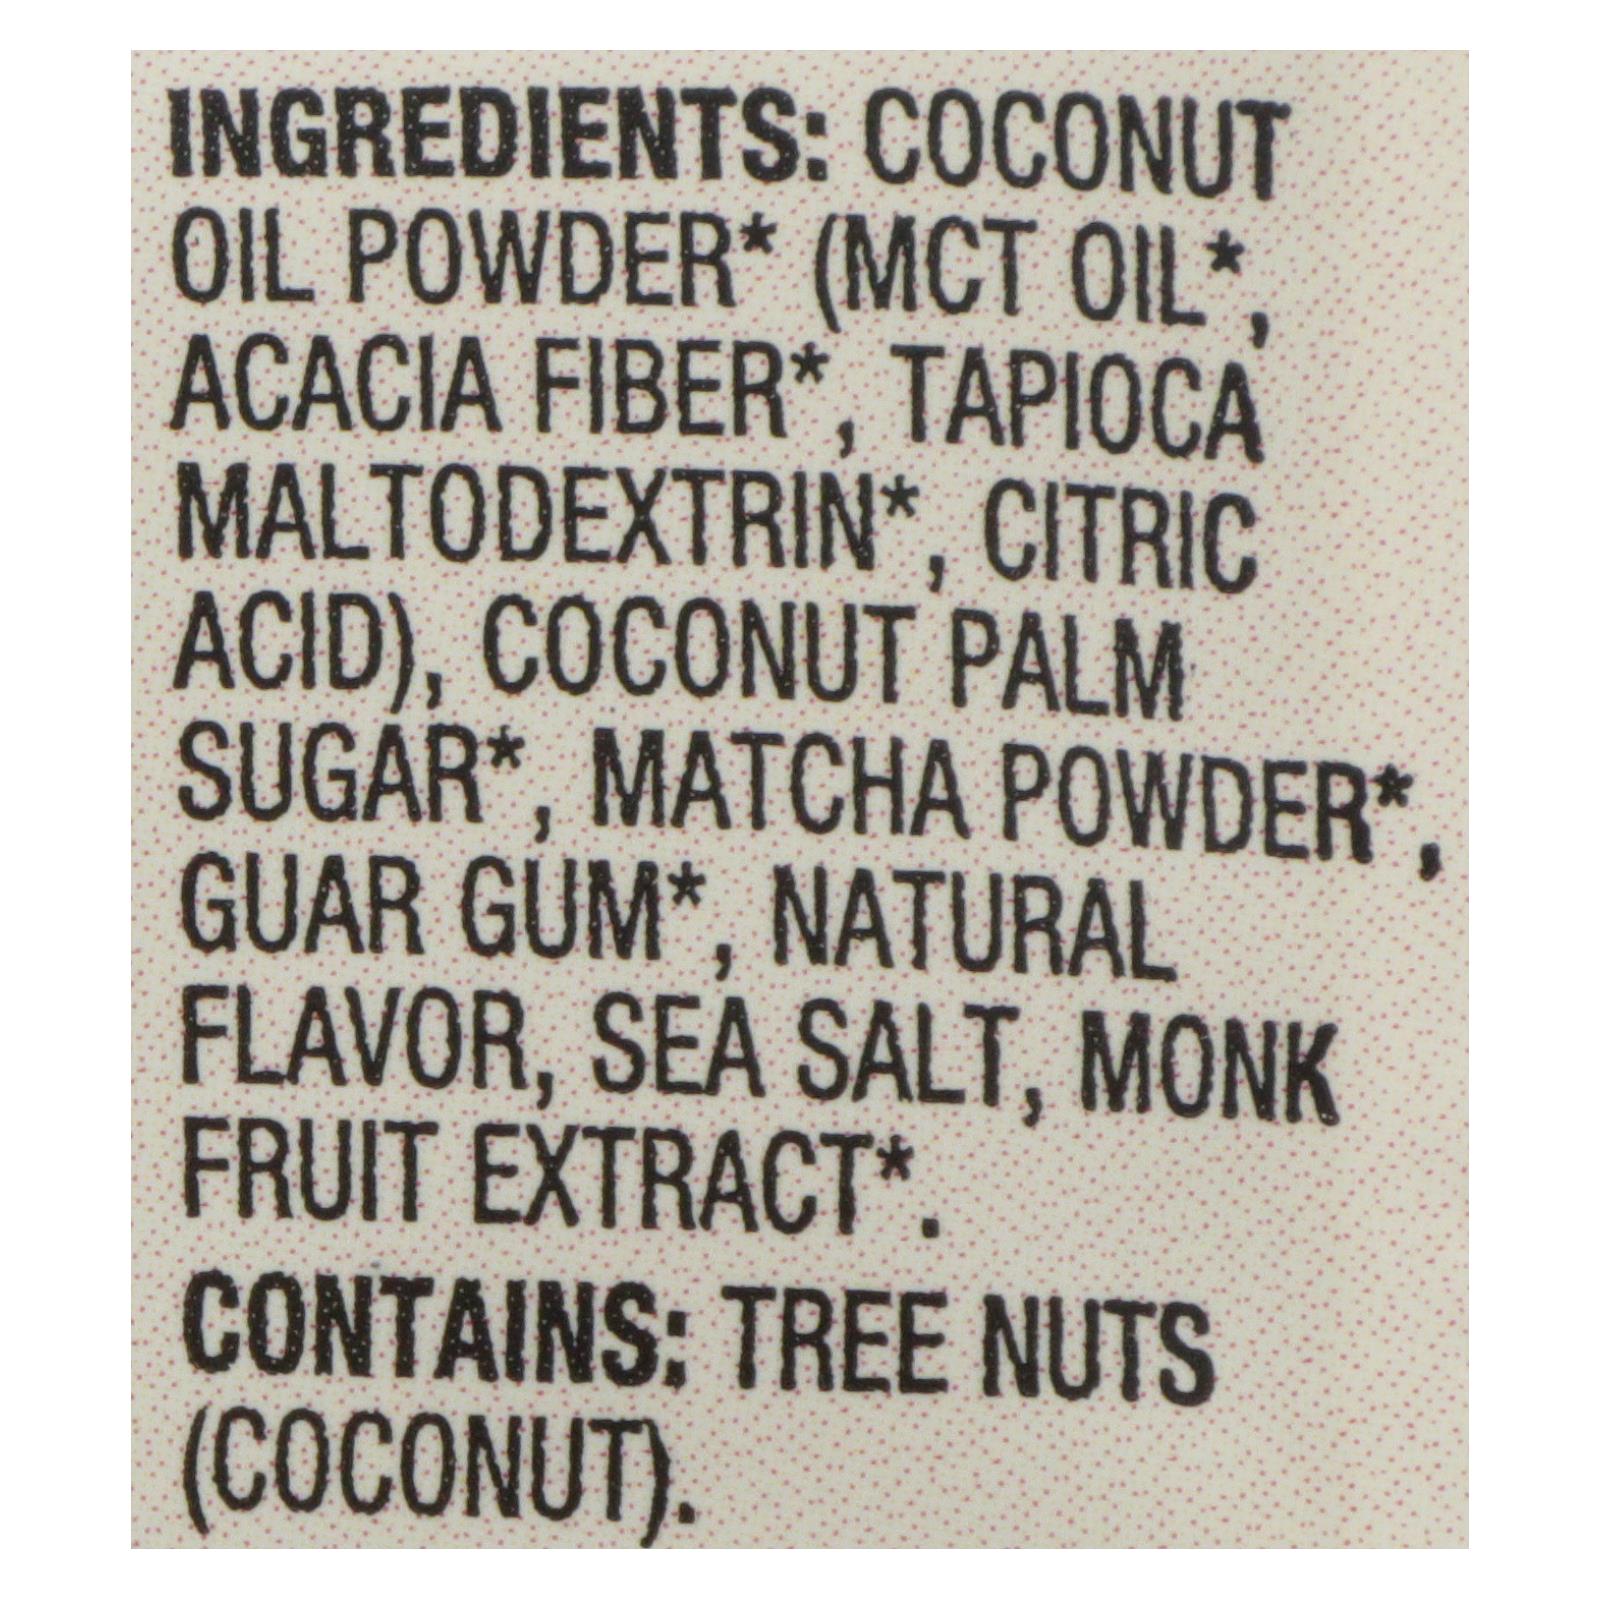 INGREDIENTS: COCONUT
OIL POWDER* (MCT OIL*,
ACACIA FIBER*, TAPIOCA
MALTODEXTRIN*, CITRIC
ACID), COCONUT PALM
SUGAR*, MATCHA POWDER*,
GUAR GUM*, NATURAL
FLAVOR, SEA SALT, MONK
FRUIT EXTRACT*.
CONTAINS: TREE NUTS
(COCONUT).